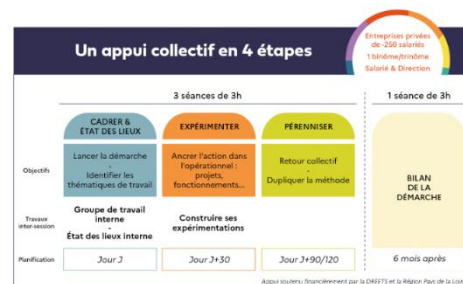 Un appui collectif en 4 étapes
Entreprises privées
de -250 salariés
1 binôme/trinôme
Salarié & Direction
3 séances de 3h
1 séance de 3h
CADRER &
ÉTAT DES LIEUX
EXPÉRIMENTER
PÉRENNISER
Objectifs
Lancer la démarche
-
Identifier les
thématiques de travail
Ancrer l'action dans
l'opérationnel :
projets,
fonctionnements...
Retour collectif
-
Dupliquer la méthode
BILAN
DE LA
DÉMARCHE
Travaux
inter-session
Groupe de travail
interne
-
État des lieux interne
Construire ses
expérimentations
Planification
Jour J
Jour J+30
Jour J+90/120
6 mois après
Appui soutenu financièrement par la DREETS et la Région Pays de la Loire